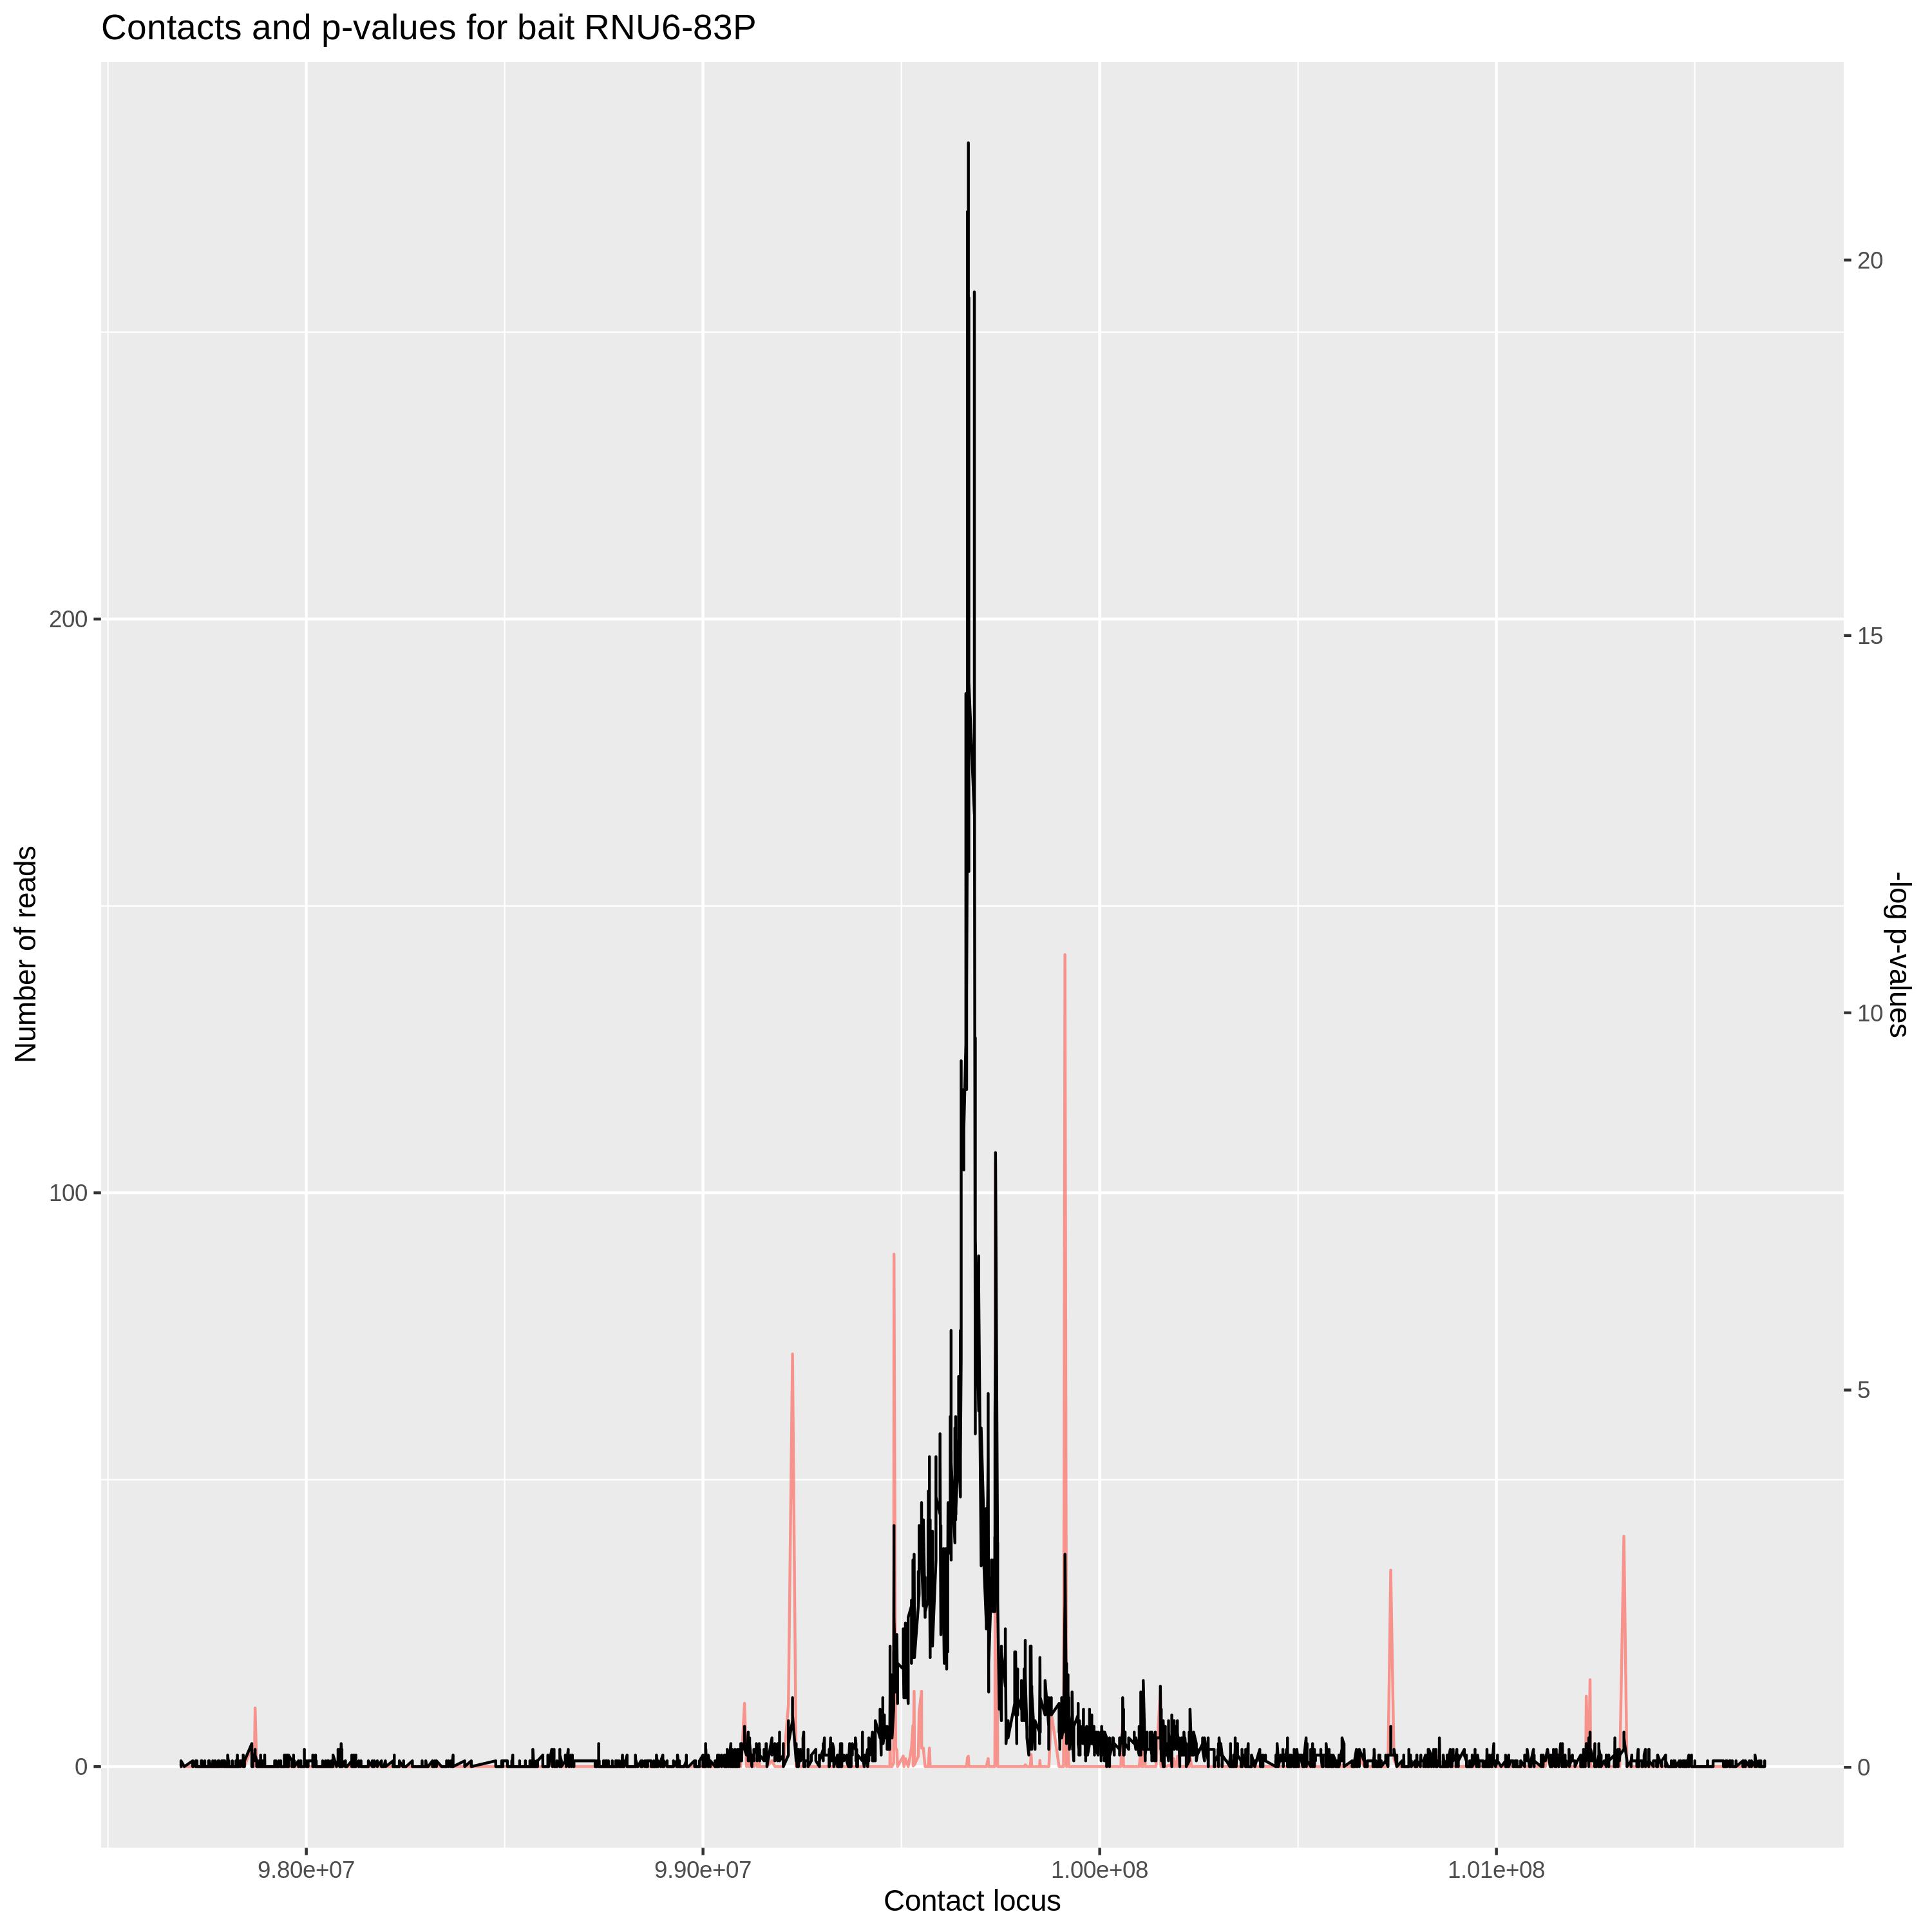 Contacts and p-values for bait RNU6-83P
Number of reads
200
100
0
20
15
10
5
0
-log p-values
9.80e+07
9.90e+07
1.00e+08
1.01e+08
Contact locus